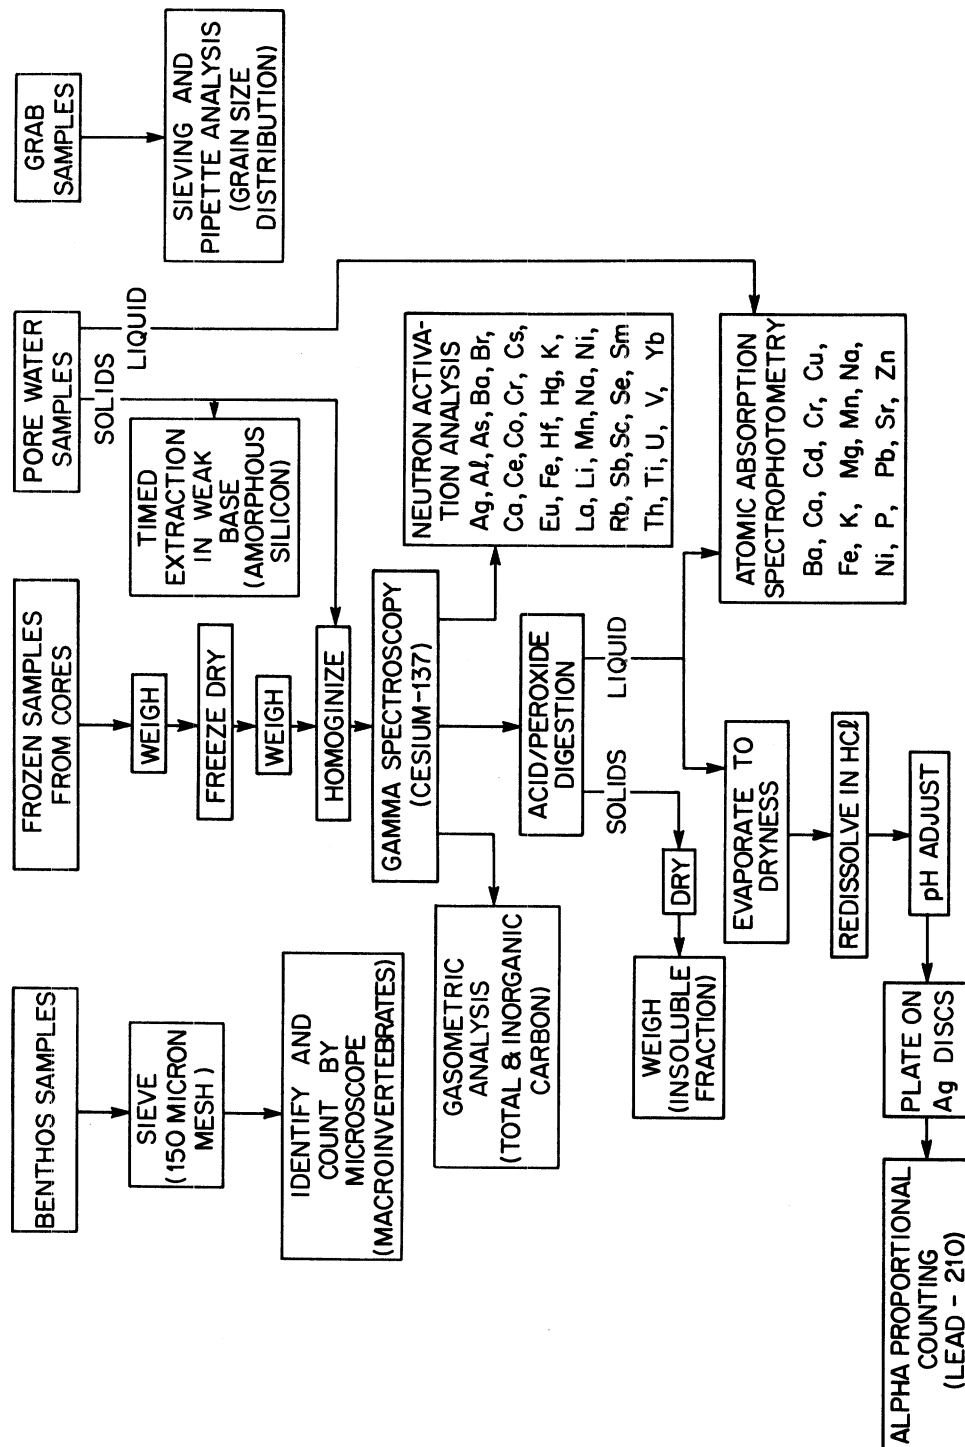 BENTHOS SAMPLES
SIEVE
(150 MICRON
MESH)
IDENTIFY AND
COUNT BY
MICROSCOPE
(MACROINVERTEBRATES)
FROZEN SAMPLES
FROM CORES
WEIGH
FREEZE DRY
WEIGH
HOMOGINIZE
GAMMA SPECTROSCOPY
(CESIUM-137)
GASOMETRIC
ANALYSIS
(TOTAL & INORGANIC
CARBON)
ACID/PEROXIDE
DIGESTION
SOLIDS
LIQUID
DRY
WEIGH
(INSOLUBLE
FRACTION)
EVAPORATE TO
DRYNESS
REDISSOLVE IN HCl
pH ADJUST
PLATE ON
Ag DISCS
ALPHA PROPORTIONAL
COUNTING
(LEAD - 210)
PORE WATER
SAMPLES
SOLIDS
LIQUID
TIMED
EXTRACTION
IN WEAK
BASE
(AMORPHOUS
SILICON)
NEUTRON ACTIVA-
TION ANALYSIS
Ag, Al, As, Ba, Br,
Ca, Ce, Co, Cr, Cs,
Eu, Fe, Hf, Hg, K,
La, Li, Mn, Na, Ni,
Rb, Sb, Sc, Se, Sm
Th, Ti, U, V, Yb
ATOMIC ABSORPTION
SPECTROPHOTOMETRY
Ba, Ca, Cd, Cr, Cu,
Fe, K, Mg, Mn, Na,
Ni, P, Pb, Sr, Zn
GRAB
SAMPLES
SIEVING AND
PIPETTE ANALYSIS
(GRAIN SIZE
DISTRIBUTION)